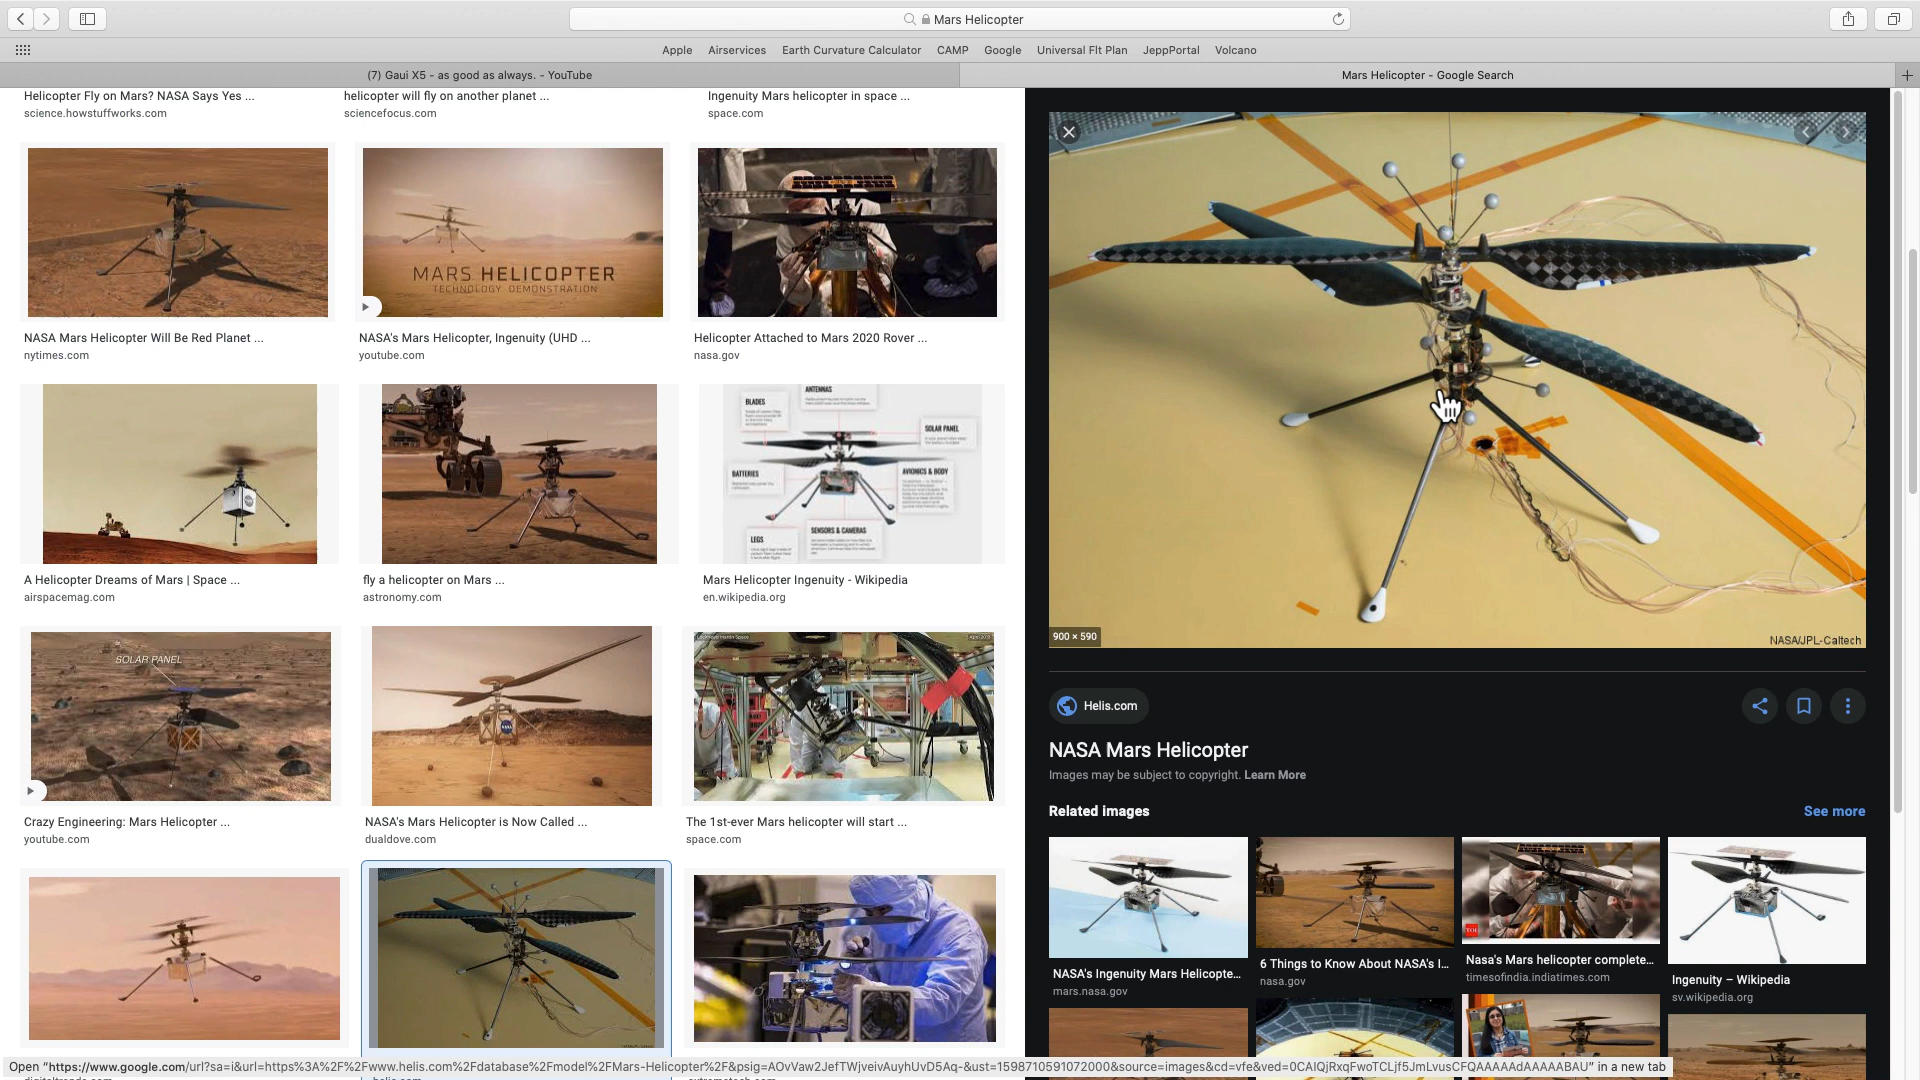 Mars Helicopter
Apple Airservices Earth Curvature Calculator CAMP Google Universal Flt Plan JeppPortal Volcano
(7) Gaui X5 - as good as always. - YouTube
Mars Helicopter - Google Search
Helicopter Fly on Mars? NASA Says Yes ...
science.howstuffworks.com
helicopter will fly on another planet ...
sciencefocus.com
Ingenuity Mars helicopter in space ...
space.com
MARS HELICOPTER
TECHNOLOGY DEMONSTRATION
NASA Mars Helicopter Will Be Red Planet ...
nytimes.com
NASA's Mars Helicopter, Ingenuity (UHD ...
youtube.com
Helicopter Attached to Mars 2020 Rover ...
nasa.gov
ANTENNAS
BLADES
SOLAR PANEL
BATTERIES
AVIONICS & BODY
SENSORS & CAMERAS
LEGS
A Helicopter Dreams of Mars | Space ...
airspacemag.com
fly a helicopter on Mars ...
astronomy.com
Mars Helicopter Ingenuity - Wikipedia
en.wikipedia.org
SOLAR PANEL
Crazy Engineering: Mars Helicopter ...
youtube.com
NASA's Mars Helicopter is Now Called ...
dualdove.com
The 1st-ever Mars helicopter will start ...
space.com
900 × 590
NASA/JPL-Caltech
Helis.com
NASA Mars Helicopter
Images may be subject to copyright. Learn More
Related images
See more
NASA's Ingenuity Mars Helicopte...
mars.nasa.gov
6 Things to Know About NASA's I...
nasa.gov
TOI
Nasa's Mars helicopter complete...
timesofindia.indiatimes.com
Ingenuity – Wikipedia
sv.wikipedia.org
Open “https://www.google.com/url?sa=i&url=https%3A%2F%2Fwww.helis.com%2Fdatabase%2Fmodel%2FMars-Helicopter%2F&psig=AOvVaw2JefTWjveivAuyhUvD5Aq-&ust=1598710591072000&source=images&cd=vfe&ved=0CAIQjRxqFwoTCLjf5JmLvusCFQAAAAAdAAAAABAU” in a new tab